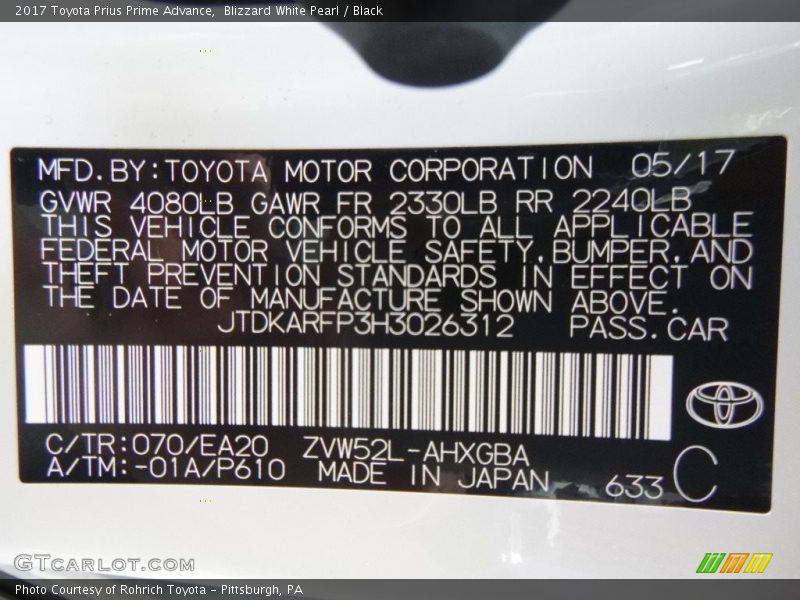 2017 Toyota Prius Prime Advance, Blizzard White Pearl / Black
MFD.BY:TOYOTA MOTOR CORPORATION 05/17
GVWR 4080LB GAWR FR 2330LB RR 2240LB
THIS VEHICLE CONFORMS TO ALL APPLICABLE
FEDERAL MOTOR VEHICLE SAFETY,BUMPER,AND
THEFT PREVENTION STANDARDS IN EFFECT ON
THE DATE OF MANUFACTURE SHOWN ABOVE.
JTDKARFP3H3026312 PASS.CAR
C/TR:070/EA20 ZVW52L-AHXGBA
A/TM:-01A/P610 MADE IN JAPAN 633 C
GTCARLOT.COM
Photo Courtesy of Rohrich Toyota - Pittsburgh, PA